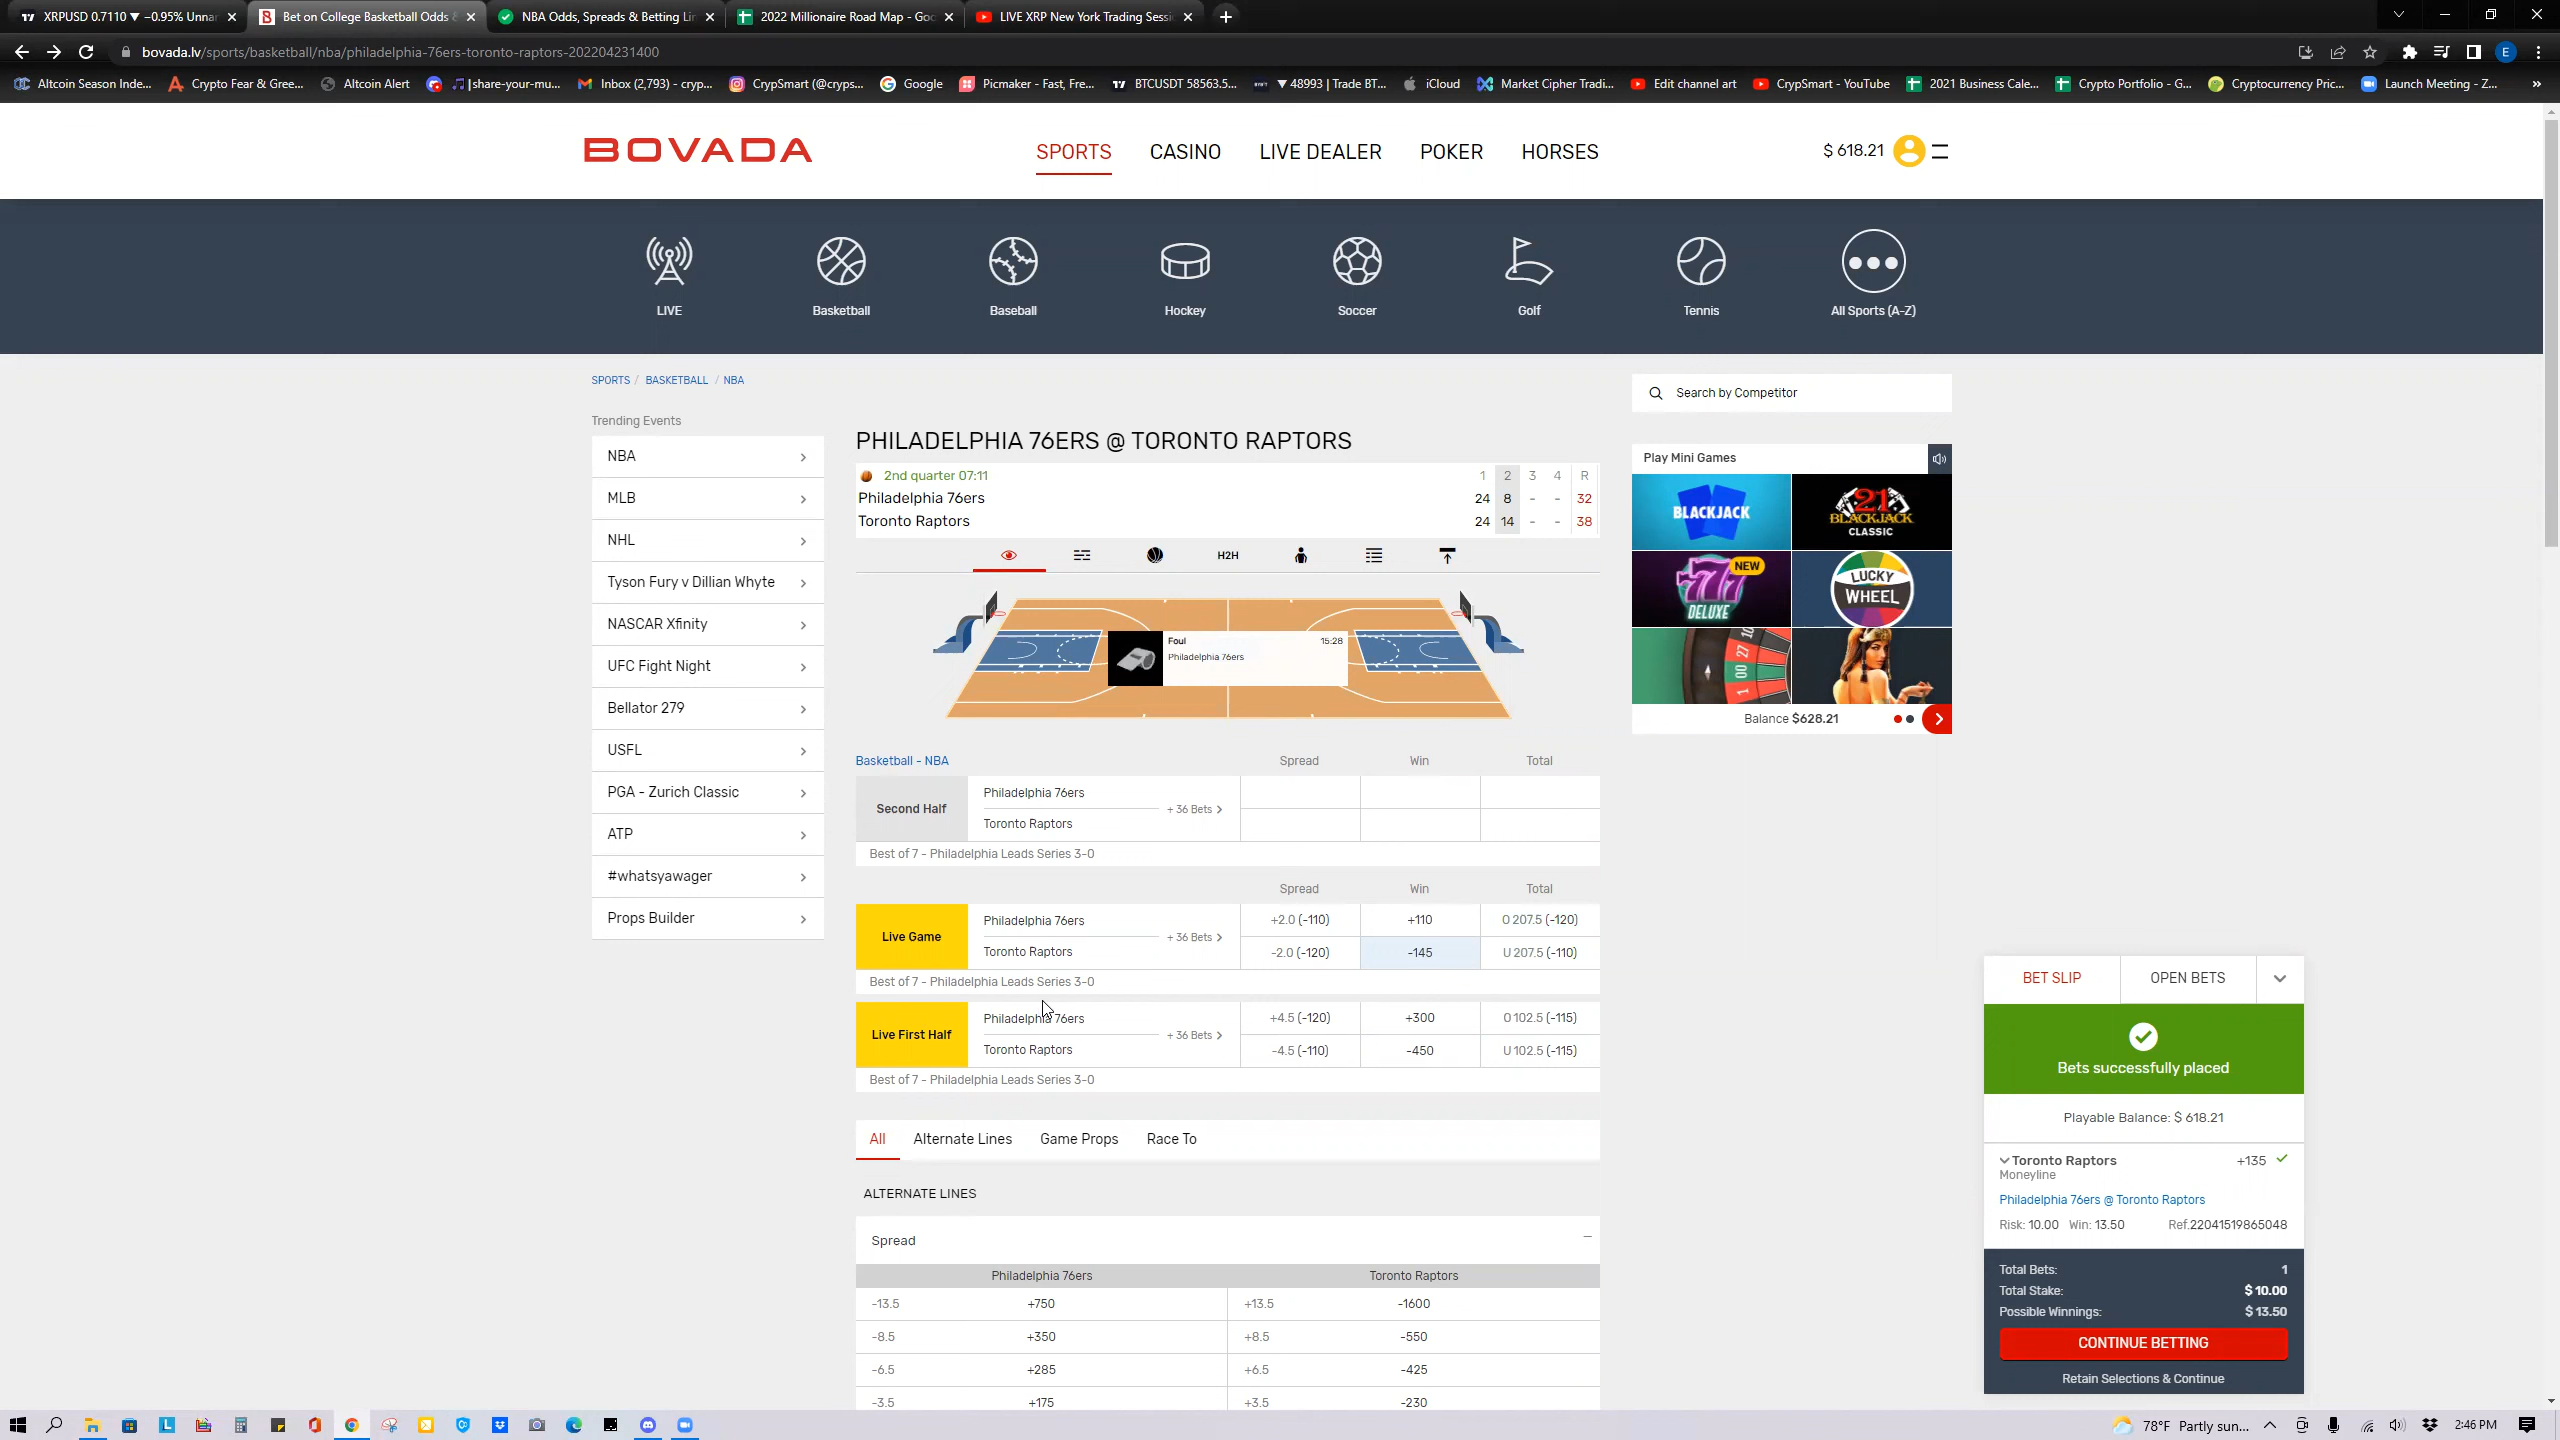 XRPUSD 0.7110 ▼ −0.95% Unnar
Bet on College Basketball Odds &
NBA Odds, Spreads & Betting Lin
2022 Millionaire Road Map - Goo
LIVE XRP New York Trading Sessi
bovada.lv/sports/basketball/nba/philadelphia-76ers-toronto-raptors-202204231400
Altcoin Season Inde...
Crypto Fear & Gree...
Altcoin Alert
|share-your-mu...
Inbox (2,793) - cryp...
CrypSmart (@cryps...
Google
Picmaker - Fast, Fre...
BTCUSDT 58563.5...
▼ 48993 | Trade BT...
iCloud
Market Cipher Tradi...
Edit channel art
CrypSmart - YouTube
2021 Business Cale...
Crypto Portfolio - G...
Cryptocurrency Pric...
Launch Meeting - Z...
BOVADA
SPORTS CASINO LIVE DEALER POKER HORSES
$ 618.21
LIVE
Basketball
Baseball
Hockey
Soccer
Golf
Tennis
All Sports (A-Z)
SPORTS / BASKETBALL / NBA
Trending Events
NBA
MLB
NHL
Tyson Fury v Dillian Whyte
NASCAR Xfinity
UFC Fight Night
Bellator 279
USFL
PGA - Zurich Classic
ATP
#whatsyawager
Props Builder
PHILADELPHIA 76ERS @ TORONTO RAPTORS
2nd quarter 07:11 1 2 3 4 R
Philadelphia 76ers 24 8 - - 32
Toronto Raptors 24 14 - - 38
H2H
Foul 15:28
Philadelphia 76ers
Basketball - NBA Spread Win Total
Second Half
Philadelphia 76ers
+ 36 Bets
Toronto Raptors
Best of 7 - Philadelphia Leads Series 3-0
Spread Win Total
Live Game
Philadelphia 76ers +2.0 (-110) +110 O 207.5 (-120)
+ 36 Bets
Toronto Raptors -2.0 (-120) -145 U 207.5 (-110)
Best of 7 - Philadelphia Leads Series 3-0
Live First Half
Philadelphia 76ers +4.5 (-120) +300 O 102.5 (-115)
+ 36 Bets
Toronto Raptors -4.5 (-110) -450 U 102.5 (-115)
Best of 7 - Philadelphia Leads Series 3-0
All Alternate Lines Game Props Race To
ALTERNATE LINES
Spread
Philadelphia 76ers Toronto Raptors
-13.5 +750 +13.5 -1600
-8.5 +350 +8.5 -550
-6.5 +285 +6.5 -425
-3.5 +175 +3.5 -230
Search by Competitor
Play Mini Games
BLACKJACK
21
BLACKJACK
CLASSIC
777
DELUXE
NEW
LUCKY
WHEEL
10
27
00
1
Balance $628.21
BET SLIP OPEN BETS
Bets successfully placed
Playable Balance: $ 618.21
Toronto Raptors +135
Moneyline
Philadelphia 76ers @ Toronto Raptors
Risk: 10.00 Win: 13.50 Ref.22041519865048
Total Bets: 1
Total Stake: $ 10.00
Possible Winnings: $ 13.50
CONTINUE BETTING
Retain Selections & Continue
78°F Partly sun...
2:46 PM